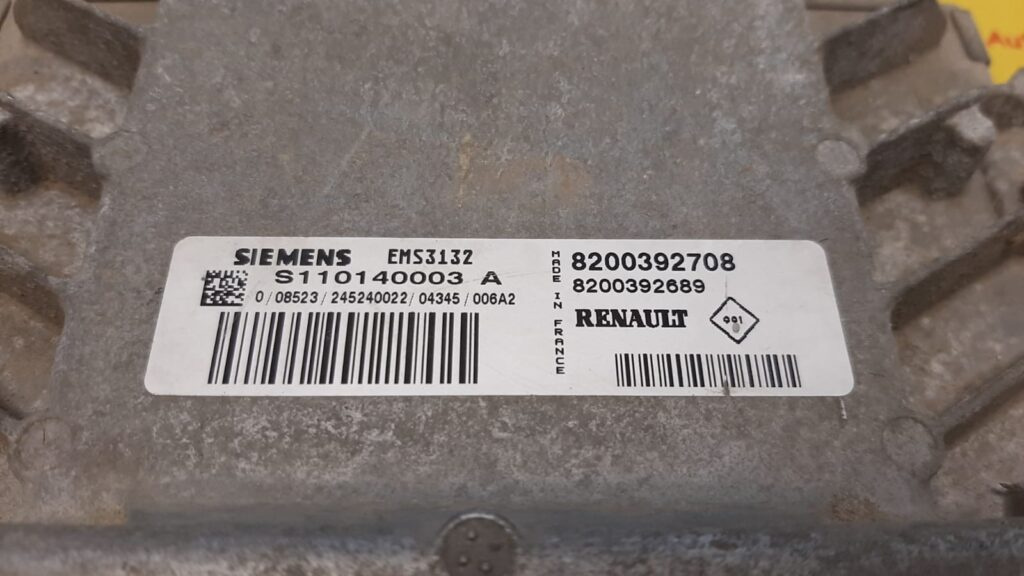 SIEMENS EMS3132
S110140003 A
0/08523/245240022/04345/006A2
MADE IN FRANCE
8200392708
8200392689
RENAULT
001